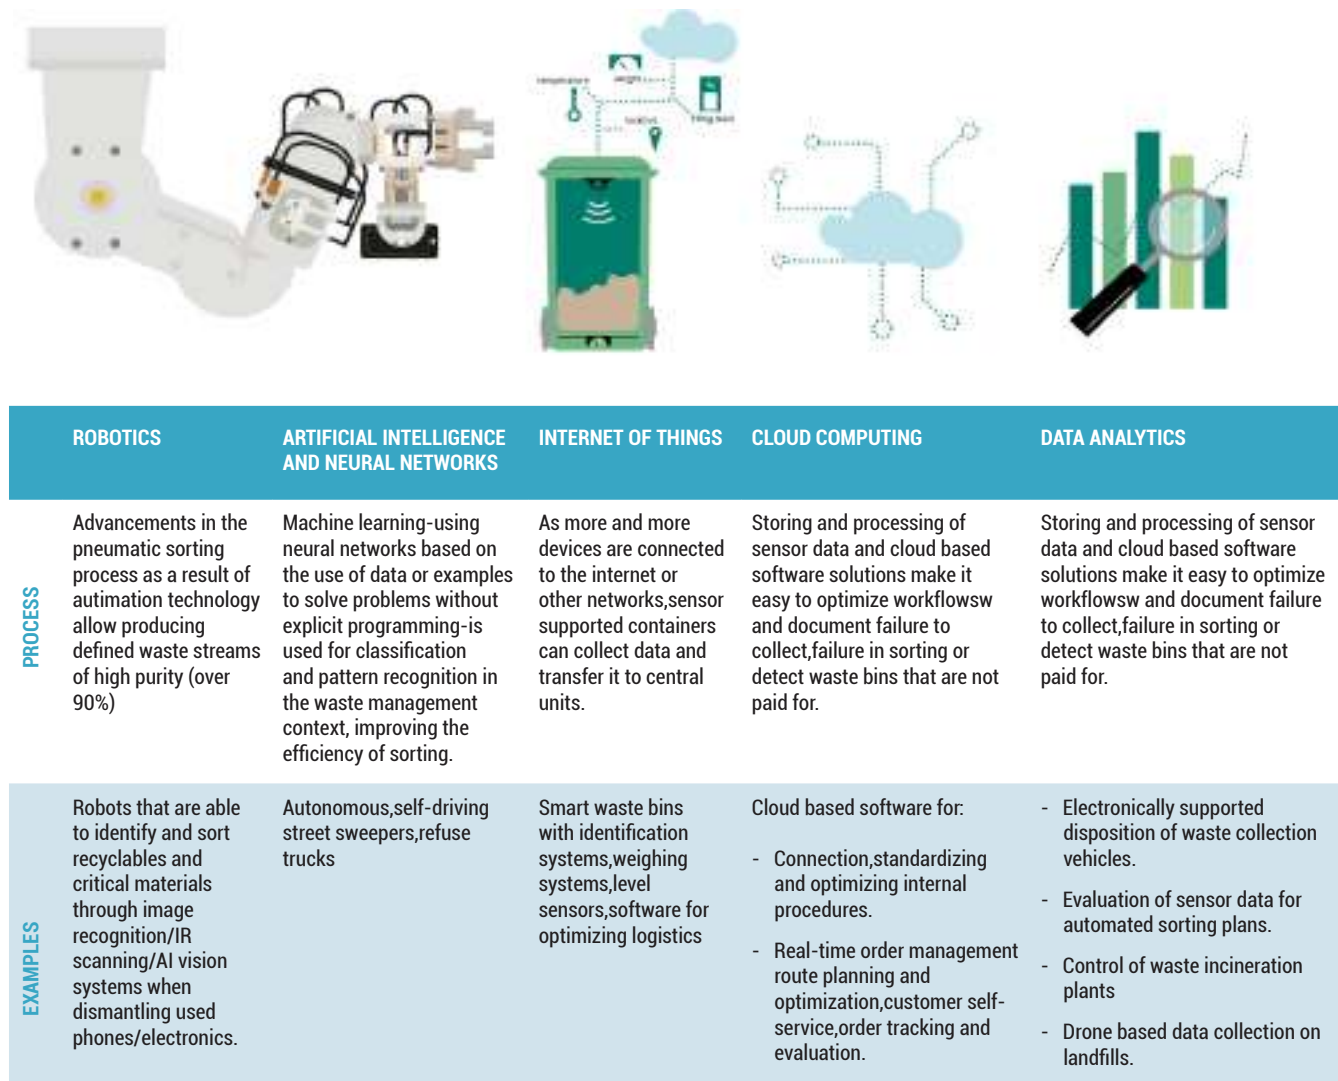 weight
ROBOTICS
ARTIFICIAL INTELLIGENCE
AND NEURAL NETWORKS
INTERNET OF THINGS
CLOUD COMPUTING
DATA ANALYTICS
PROCESS
Advancements in the
pneumatic sorting
process as a result of
autimation technology
allow producing
defined waste streams
of high purity (over
90%)
Machine learning-using
neural networks based on
the use of data or examples
to solve problems without
explicit programming-is
used for classification
and pattern recognition in
the waste management
context, improving the
efficiency of sorting.
As more and more
devices are connected
to the internet or
other networks,sensor
supported containers
can collect data and
transfer it to central
units.
Storing and processing of
sensor data and cloud based
software solutions make it
easy to optimize workflowsw
and document failure to
collect,failure in sorting or
detect waste bins that are not
paid for.
Storing and processing of sensor
data and cloud based software
solutions make it easy to optimize
workflowsw and document failure
to collect,failure in sorting or
detect waste bins that are not
paid for.
EXAMPLES
Robots that are able
to identify and sort
recyclables and
critical materials
through image
recognition/IR
scanning/AI vision
systems when
dismantling used
phones/electronics.
Autonomous,self-driving
street sweepers,refuse
trucks
Smart waste bins
with identification
systems,weighing
systems,level
sensors,software for
optimizing logistics
Cloud based software for:
- Connection,standardizing
and optimizing internal
procedures.
- Real-time order management
route planning and
optimization,customer self-
service,order tracking and
evaluation.
- Electronically supported
disposition of waste collection
vehicles.
- Evaluation of sensor data for
automated sorting plans.
- Control of waste incineration
plants
- Drone based data collection on
landfills.